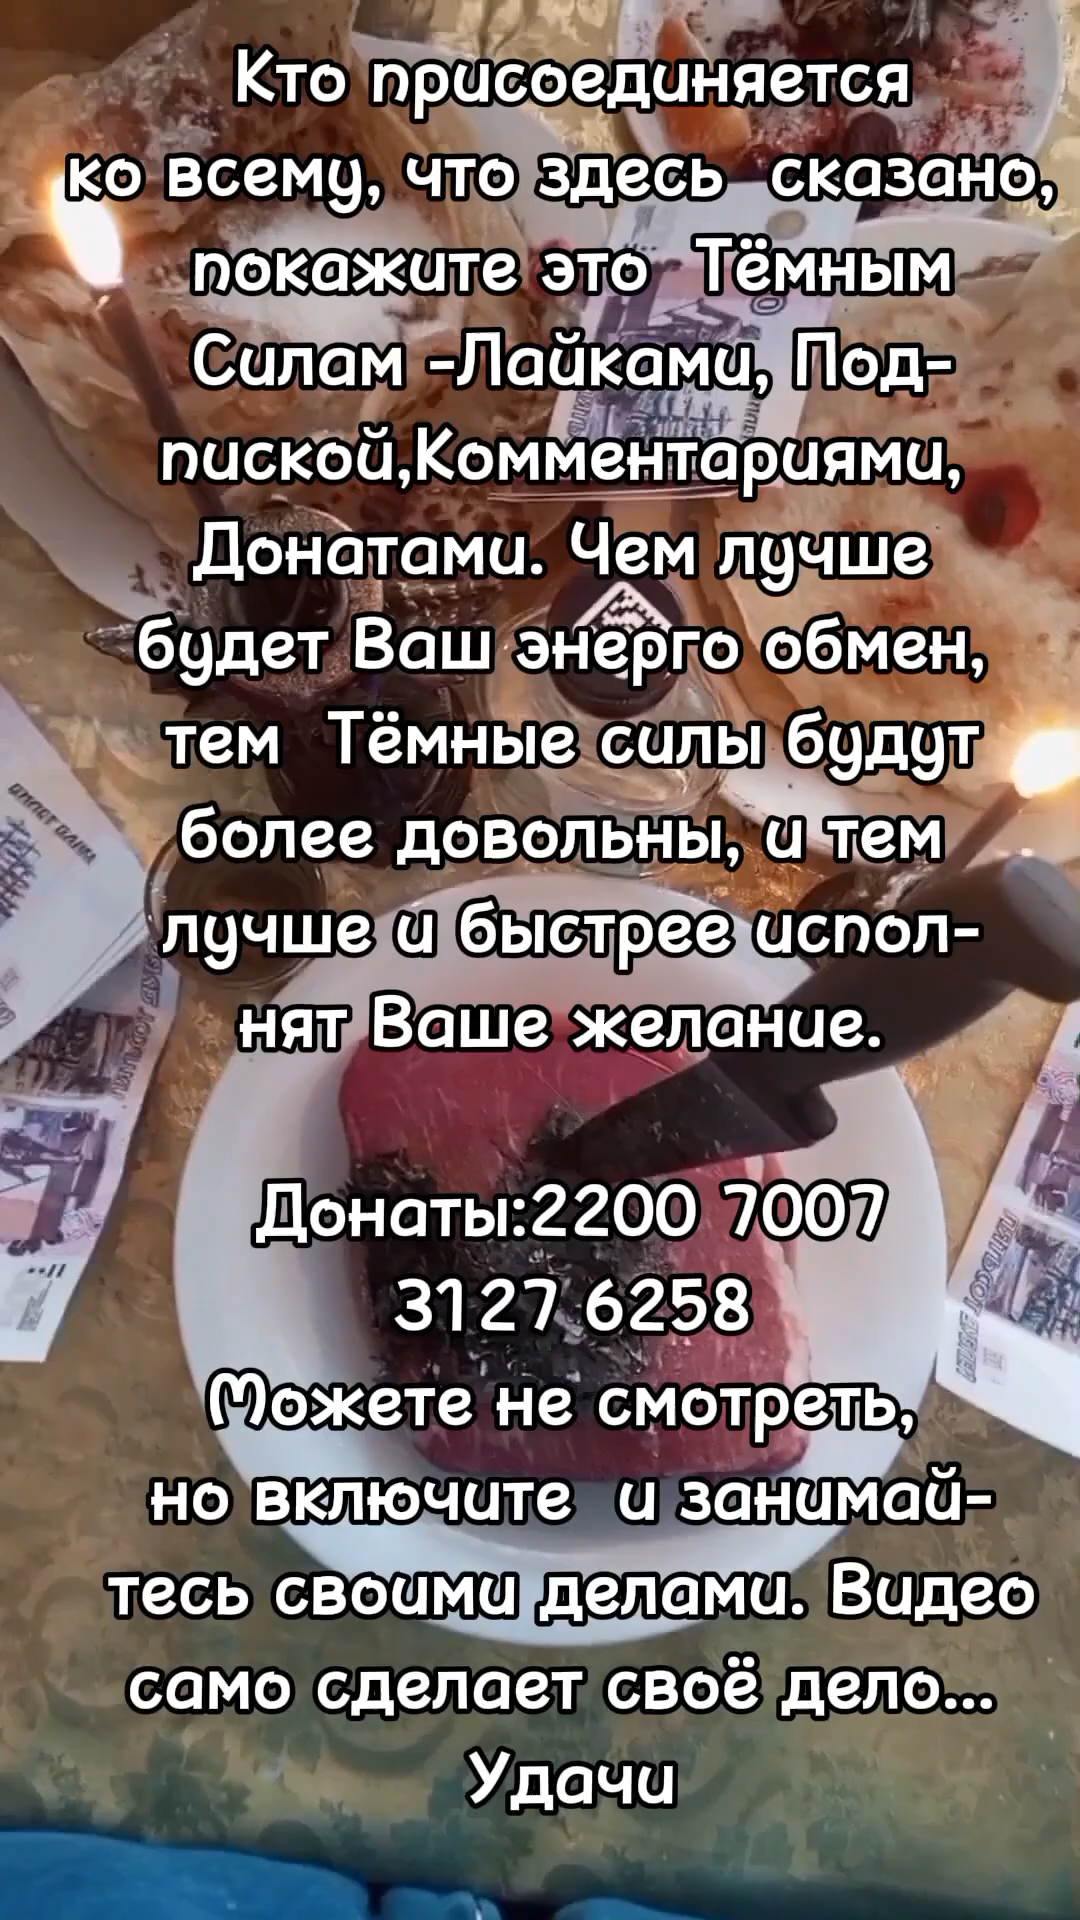 Кто присоединяется
ко всему, что здесь сказано,
покажите это Тёмным
Силам -Лайками, Под-
пиской,Комментариями,
Донатами. Чем лучше
будет Ваш энерго обмен,
тем Тёмные силы будут
более довольны, и тем
лучше и быстрее испол-
нят Ваше желание.
Донаты:2200 7007
3127 6258
Можете не смотреть,
но включите и занимай-
тесь своими делами. Видео
само сделает своё дело...
Удачи